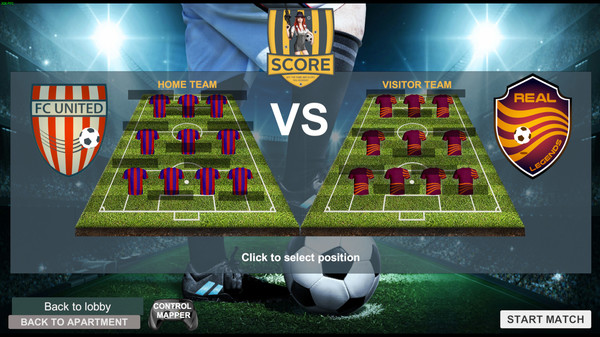 SCORE
HOME TEAM
VISITOR TEAM
FC UNITED
VS
REAL
LEGENDS
Click to select position
Back to lobby
BACK TO APARTMENT
CONTROL
MAPPER
START MATCH